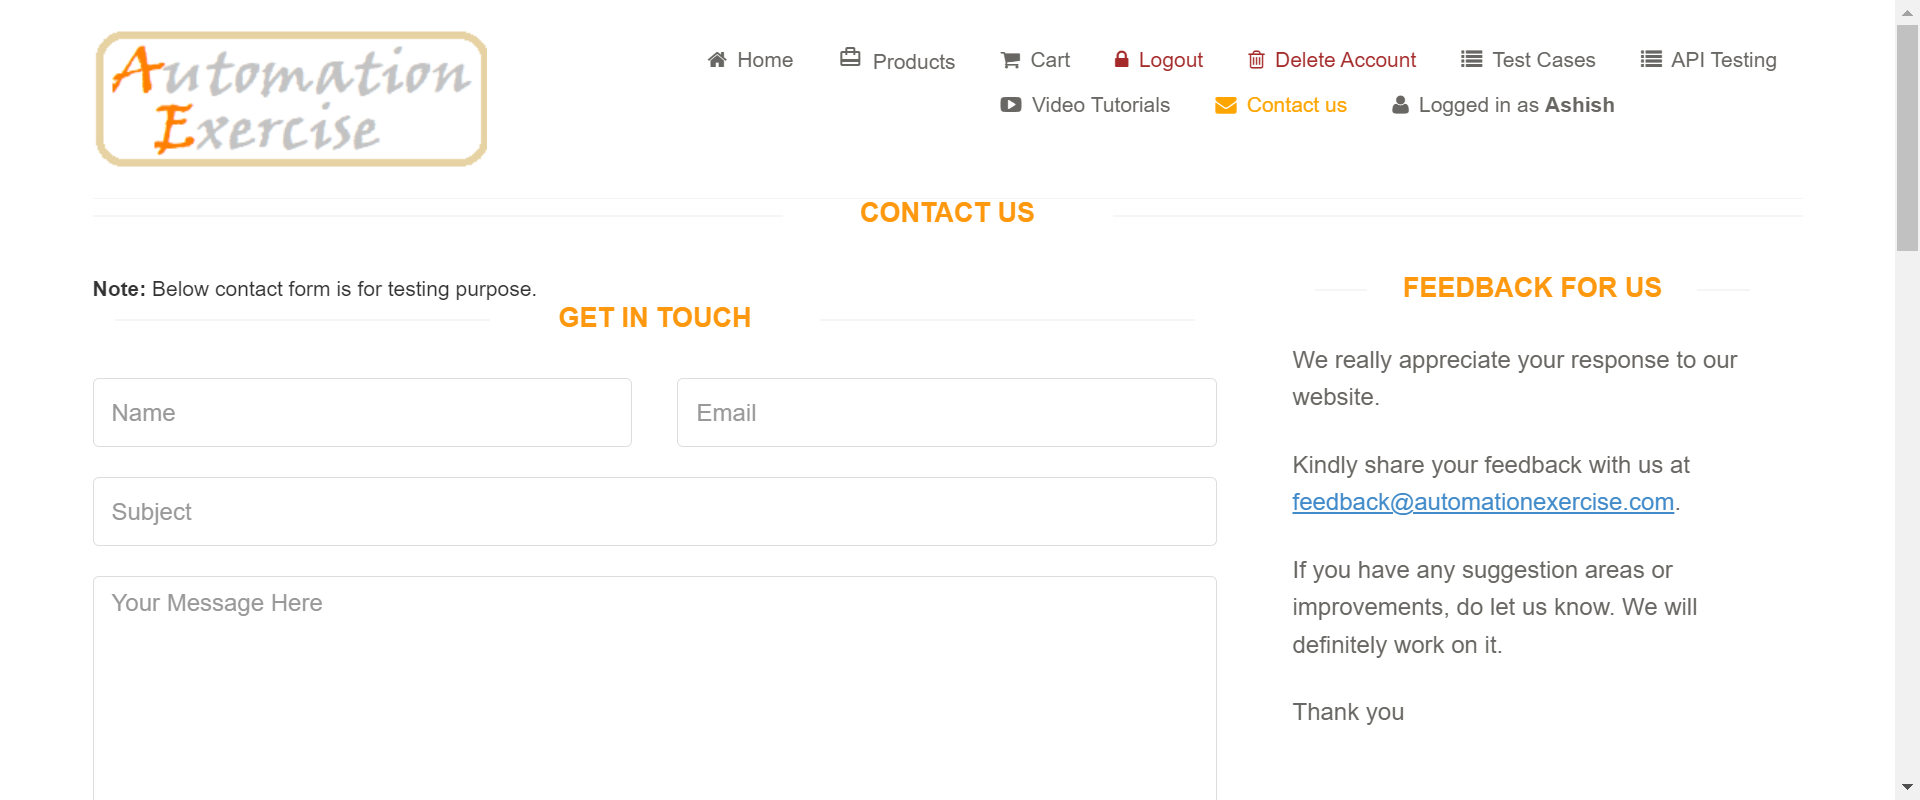 Automation
Exercise
Home Products Cart Logout Delete Account Test Cases API Testing
Video Tutorials Contact us Logged in as Ashish
CONTACT US
Note: Below contact form is for testing purpose.
GET IN TOUCH
Name Email
Subject
Your Message Here
FEEDBACK FOR US
We really appreciate your response to our
website.
Kindly share your feedback with us at
feedback@automationexercise.com.
If you have any suggestion areas or
improvements, do let us know. We will
definitely work on it.
Thank you